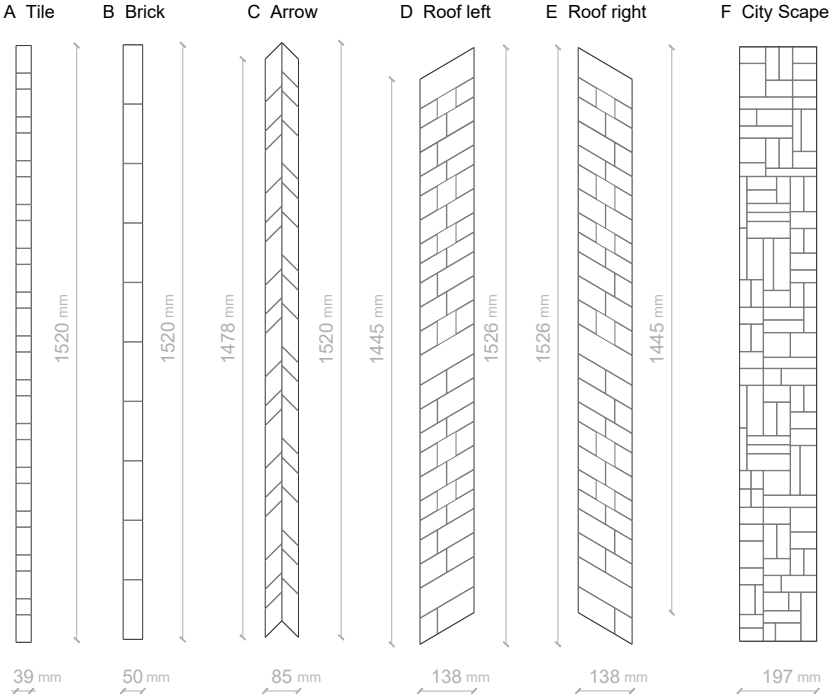 A Tile
B Brick
C Arrow
D Roof left
E Roof right
F City Scape
1520 mm
1520 mm
1478 mm
1520 mm
1445 mm
1526 mm
1526 mm
1445 mm
39 mm
50 mm
85 mm
138 mm
138 mm
197 mm